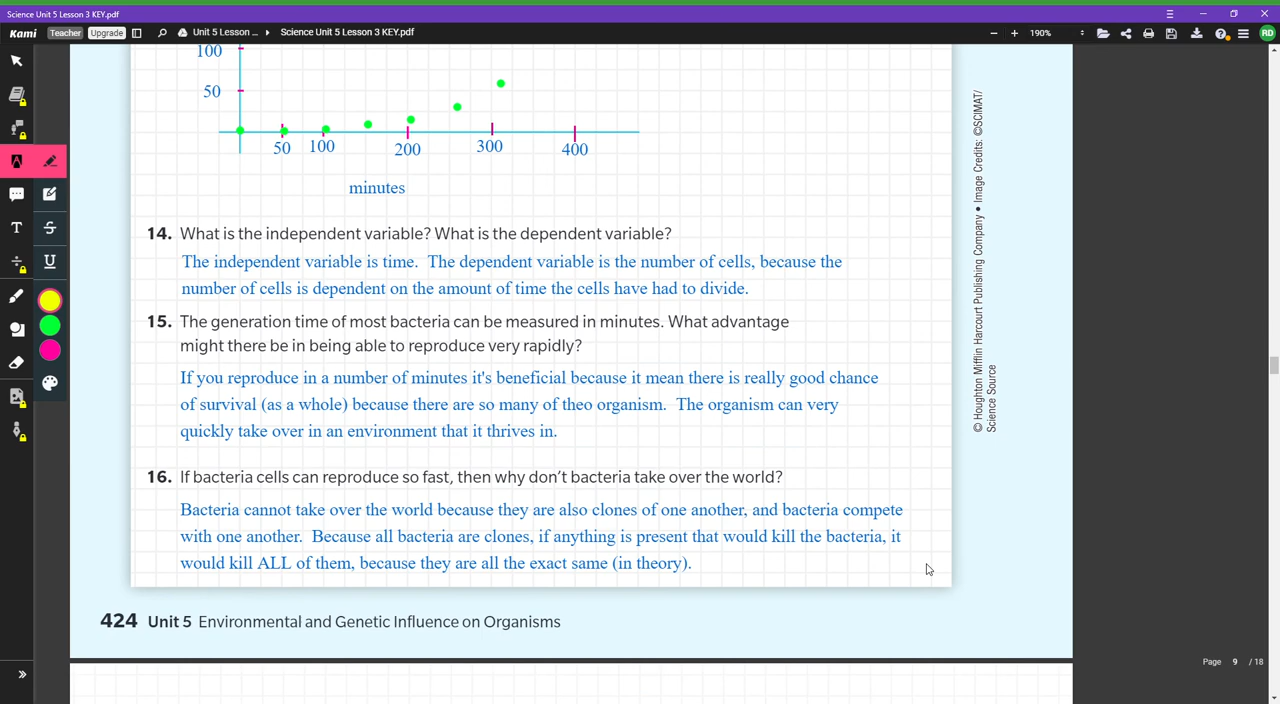 Science Unit 5 Lesson 3 KEY.pdf
Kami Teacher Upgrade Unit 5 Lesson ... Science Unit 5 Lesson 3 KEY.pdf 190% RD
100
50
50 100 200 300 400
minutes
14. What is the independent variable? What is the dependent variable?
The independent variable is time. The dependent variable is the number of cells, because the
number of cells is dependent on the amount of time the cells have had to divide.
15. The generation time of most bacteria can be measured in minutes. What advantage
might there be in being able to reproduce very rapidly?
If you reproduce in a number of minutes it's beneficial because it mean there is really good chance
of survival (as a whole) because there are so many of theo organism. The organism can very
quickly take over in an environment that it thrives in.
16. If bacteria cells can reproduce so fast, then why don't bacteria take over the world?
Bacteria cannot take over the world because they are also clones of one another, and bacteria compete
with one another. Because all bacteria are clones, if anything is present that would kill the bacteria, it
would kill ALL of them, because they are all the exact same (in theory).
424 Unit 5 Environmental and Genetic Influence on Organisms
© Houghton Mifflin Harcourt Publishing Company • Image Credits: ©SCIMAT/
Science Source
Page 9 / 18